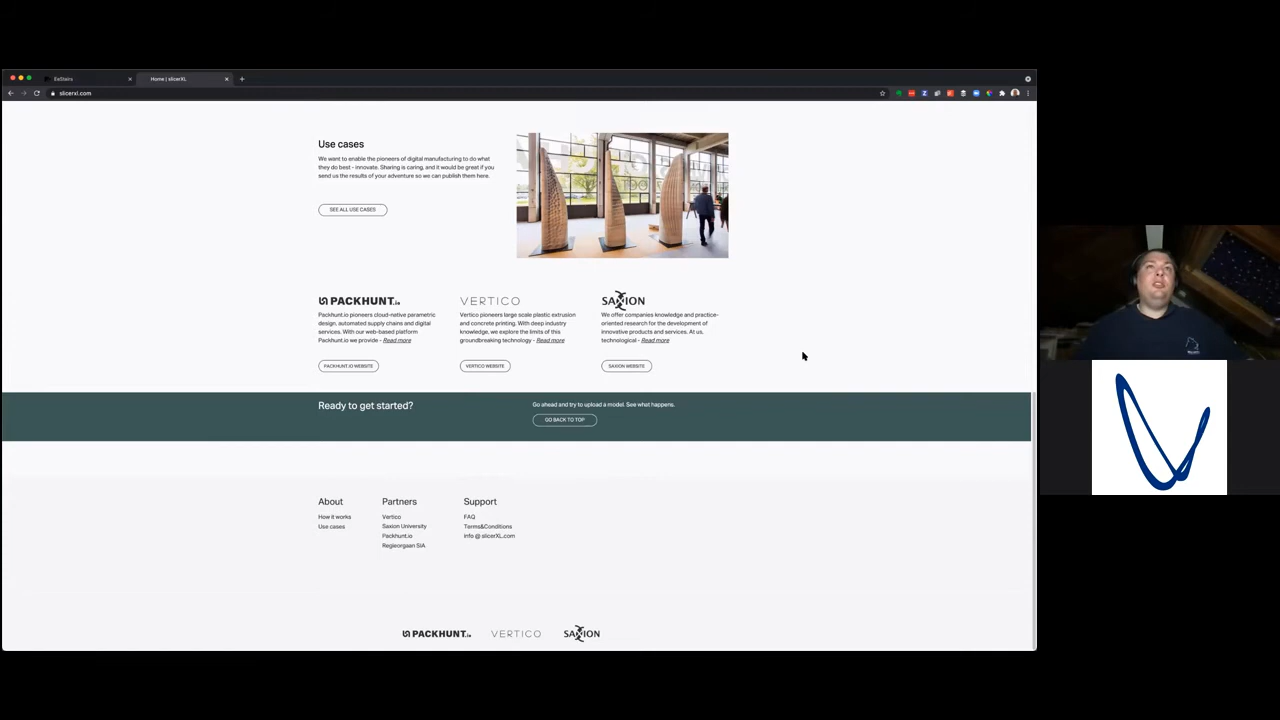 ExStairs
Home | slicerXL
slicerxl.com
Use cases
We want to enable the pioneers of digital manufacturing to do what
they do best - innovate. Sharing is caring, and it would be great if you
send us the results of your adventure so we can publish them here.
SEE ALL USE CASES
PACKHUNT.io
Packhunt.io pioneers cloud-native parametric
design, automated supply chains and digital
services. With our web-based platform
Packhunt.io we provide - Read more
PACKHUNT.IO WEBSITE
VERTICO
Vertico pioneers large scale plastic extrusion
and concrete printing. With deep industry
knowledge, we explore the limits of this
groundbreaking technology - Read more
VERTICO WEBSITE
SAXION
We offer companies knowledge and practice-
oriented research for the development of
innovative products and services. At us,
technological - Read more
SAXION WEBSITE
Ready to get started?
Go ahead and try to upload a model. See what happens.
GO BACK TO TOP
About
How it works
Use cases
Partners
Vertico
Saxion University
Packhunt.io
Regieorgaan SIA
Support
FAQ
Terms&Conditions
info @ slicerXL.com
PACKHUNT.io
VERTICO
SAXION